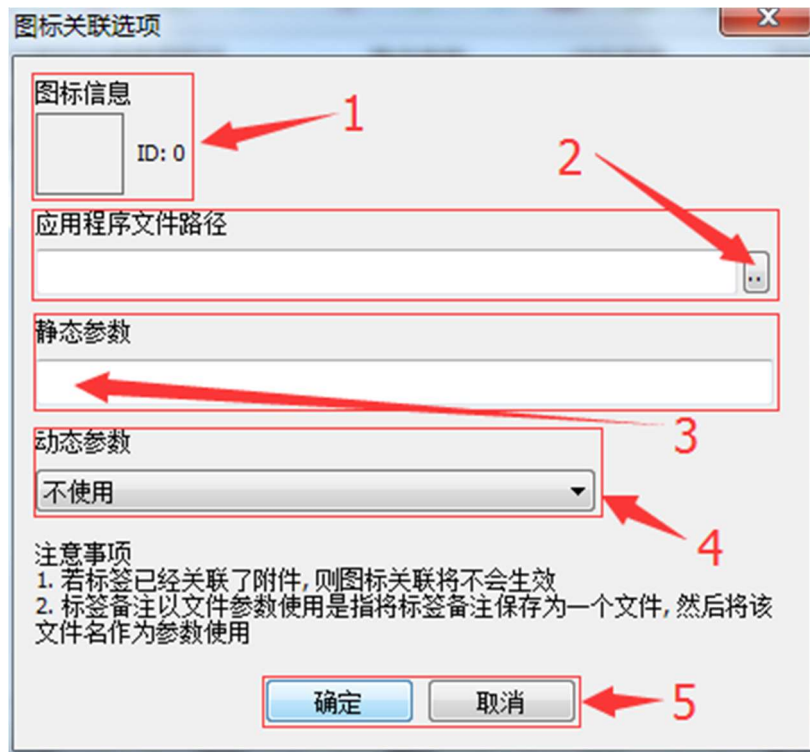 图标关联选项
X
图标信息
1
ID: 0
2
应用程序文件路径
..
静态参数
3
动态参数
不使用
4
注意事项
1. 若标签已经关联了附件, 则图标关联将不会生效
2. 标签备注以文件参数使用是指将标签备注保存为一个文件, 然后将该
文件名作为参数使用
确定 取消 5